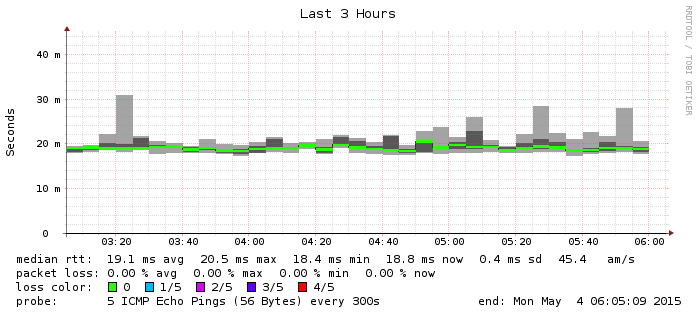 Last 3 Hours
RRDTOOL / TOBI OETIKER
Seconds
40 m
30 m
20 m
10 m
0
03:20 03:40 04:00 04:20 04:40 05:00 05:20 05:40 06:00
median rtt: 19.1 ms avg 20.5 ms max 18.4 ms min 18.8 ms now 0.4 ms sd 45.4 am/s
packet loss: 0.00 % avg 0.00 % max 0.00 % min 0.00 % now
loss color: 0 1/5 2/5 3/5 4/5
probe: 5 ICMP Echo Pings (56 Bytes) every 300s end: Mon May 4 06:05:09 2015